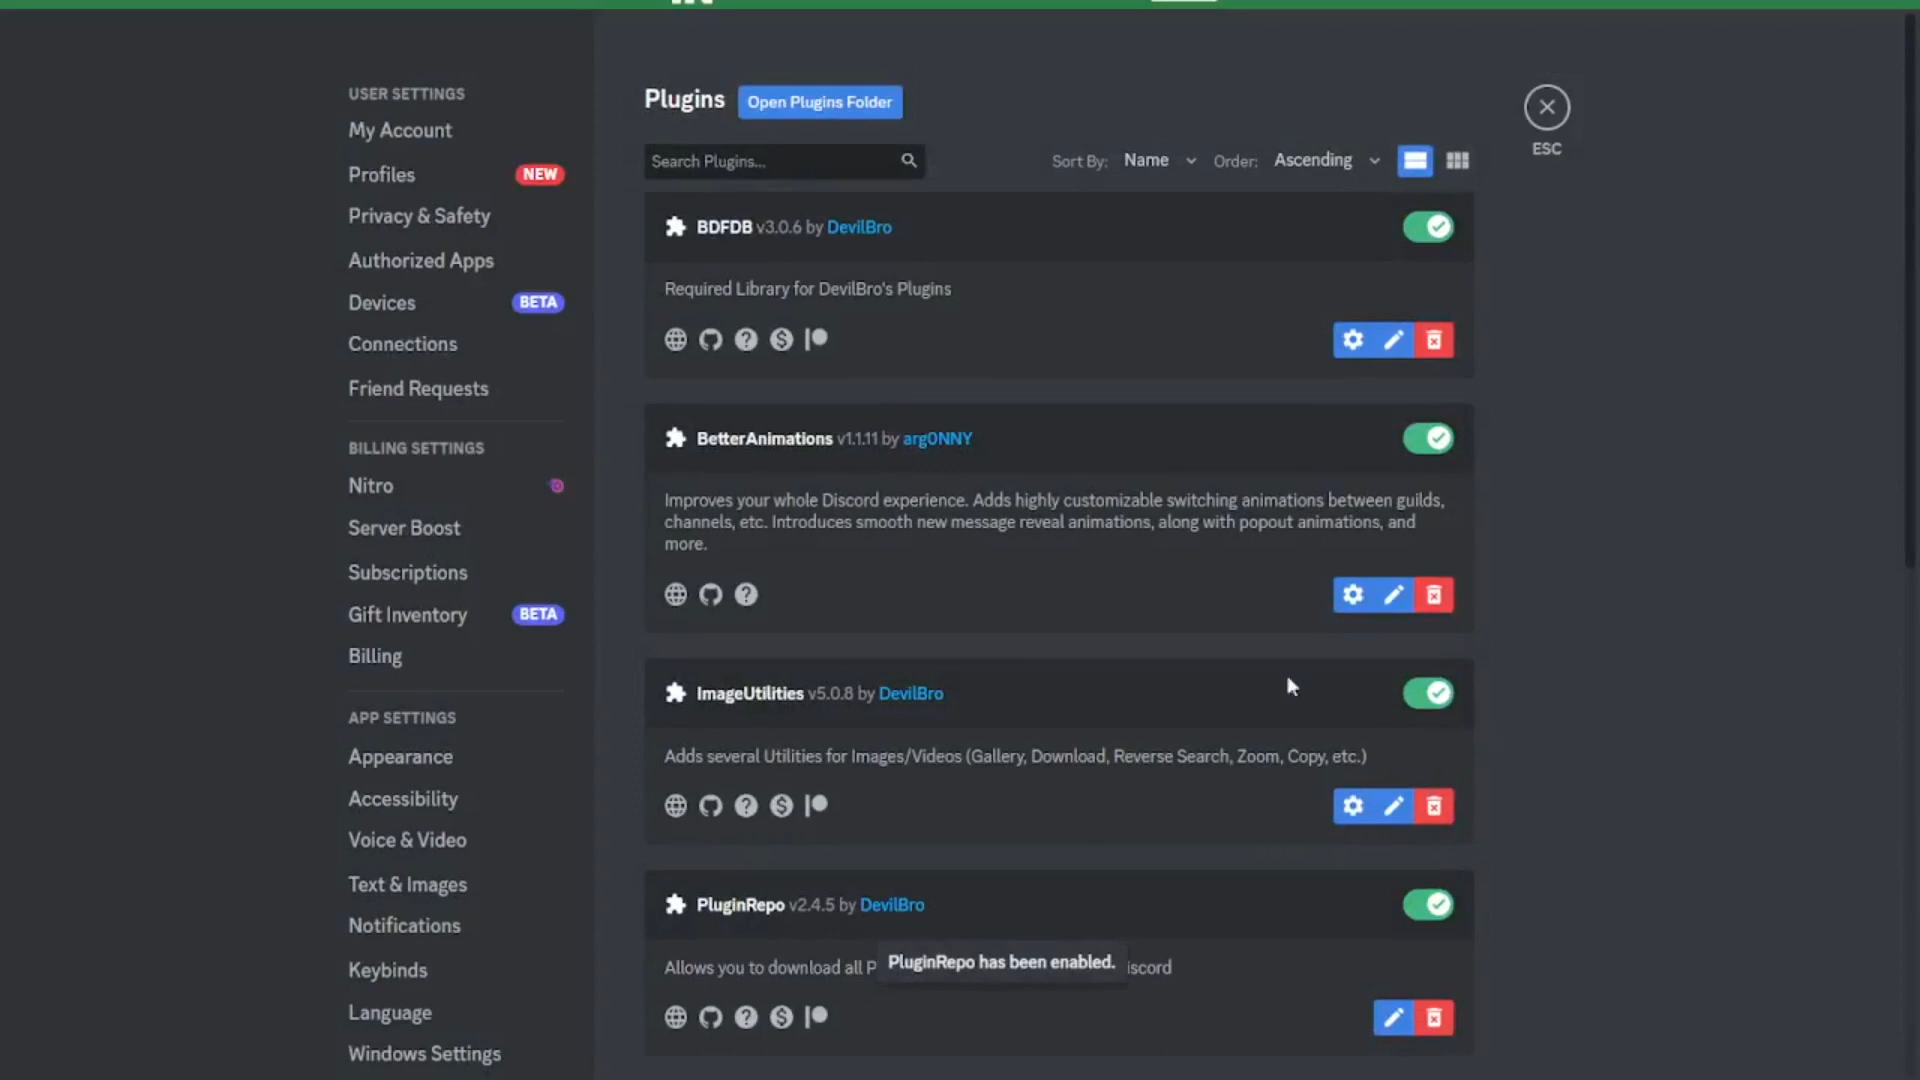 USER SETTINGS
My Account
Profiles NEW
Privacy & Safety
Authorized Apps
Devices BETA
Connections
Friend Requests
BILLING SETTINGS
Nitro
Server Boost
Subscriptions
Gift Inventory BETA
Billing
APP SETTINGS
Appearance
Accessibility
Voice & Video
Text & Images
Notifications
Keybinds
Language
Windows Settings
Plugins Open Plugins Folder
ESC
Search Plugins... Sort By: Name Order: Ascending
BDFDB v3.0.6 by DevilBro
Required Library for DevilBro's Plugins
BetterAnimations v1.1.11 by arg0NNY
Improves your whole Discord experience. Adds highly customizable switching animations between guilds,
channels, etc. Introduces smooth new message reveal animations, along with popout animations, and
more.
ImageUtilities v5.0.8 by DevilBro
Adds several Utilities for Images/Videos (Gallery, Download, Reverse Search, Zoom, Copy, etc.)
PluginRepo v2.4.5 by DevilBro
Allows you to download all P iscord
PluginRepo has been enabled.